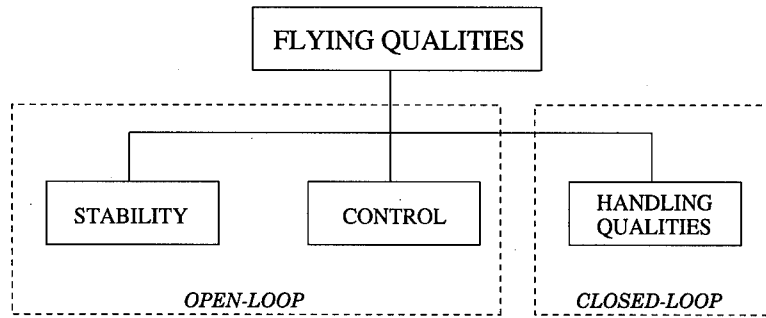 FLYING QUALITIES
STABILITY
CONTROL
HANDLING
QUALITIES
OPEN-LOOP
CLOSED-LOOP